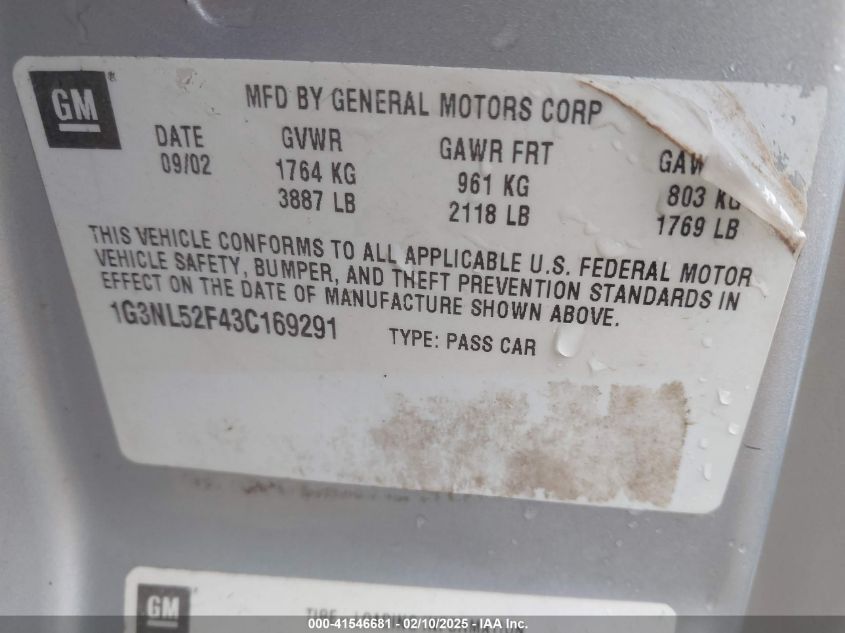 GM
MFD BY GENERAL MOTORS CORP
DATE GVWR GAWR FRT GAW
09/02 1764 KG 961 KG 803 KG
3887 LB 2118 LB 1769 LB
THIS VEHICLE CONFORMS TO ALL APPLICABLE U.S. FEDERAL MOTOR
VEHICLE SAFETY, BUMPER, AND THEFT PREVENTION STANDARDS IN
EFFECT ON THE DATE OF MANUFACTURE SHOWN ABOVE.
1G3NL52F43C169291 TYPE: PASS CAR
GM
000-41546681 - 02/10/2025 - IAA Inc.